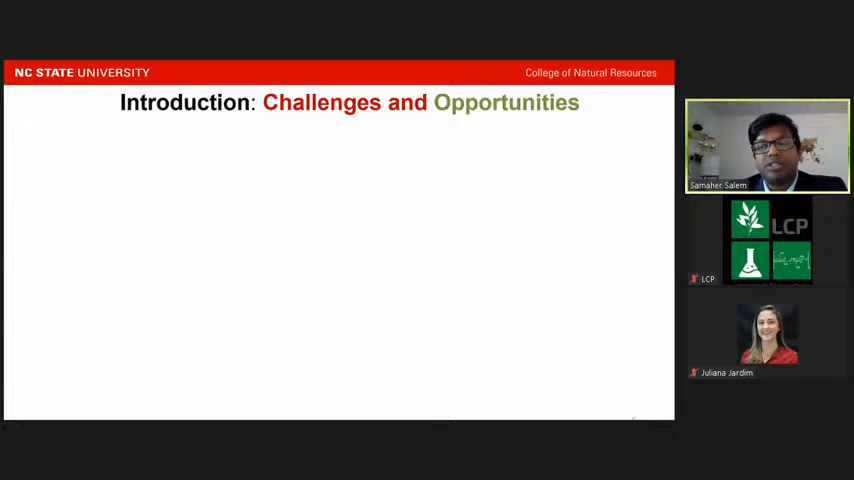 NC STATE UNIVERSITY
College of Natural Resources
Introduction: Challenges and Opportunities
Samaher Salem
LCP
LCP
Juliana Jardim